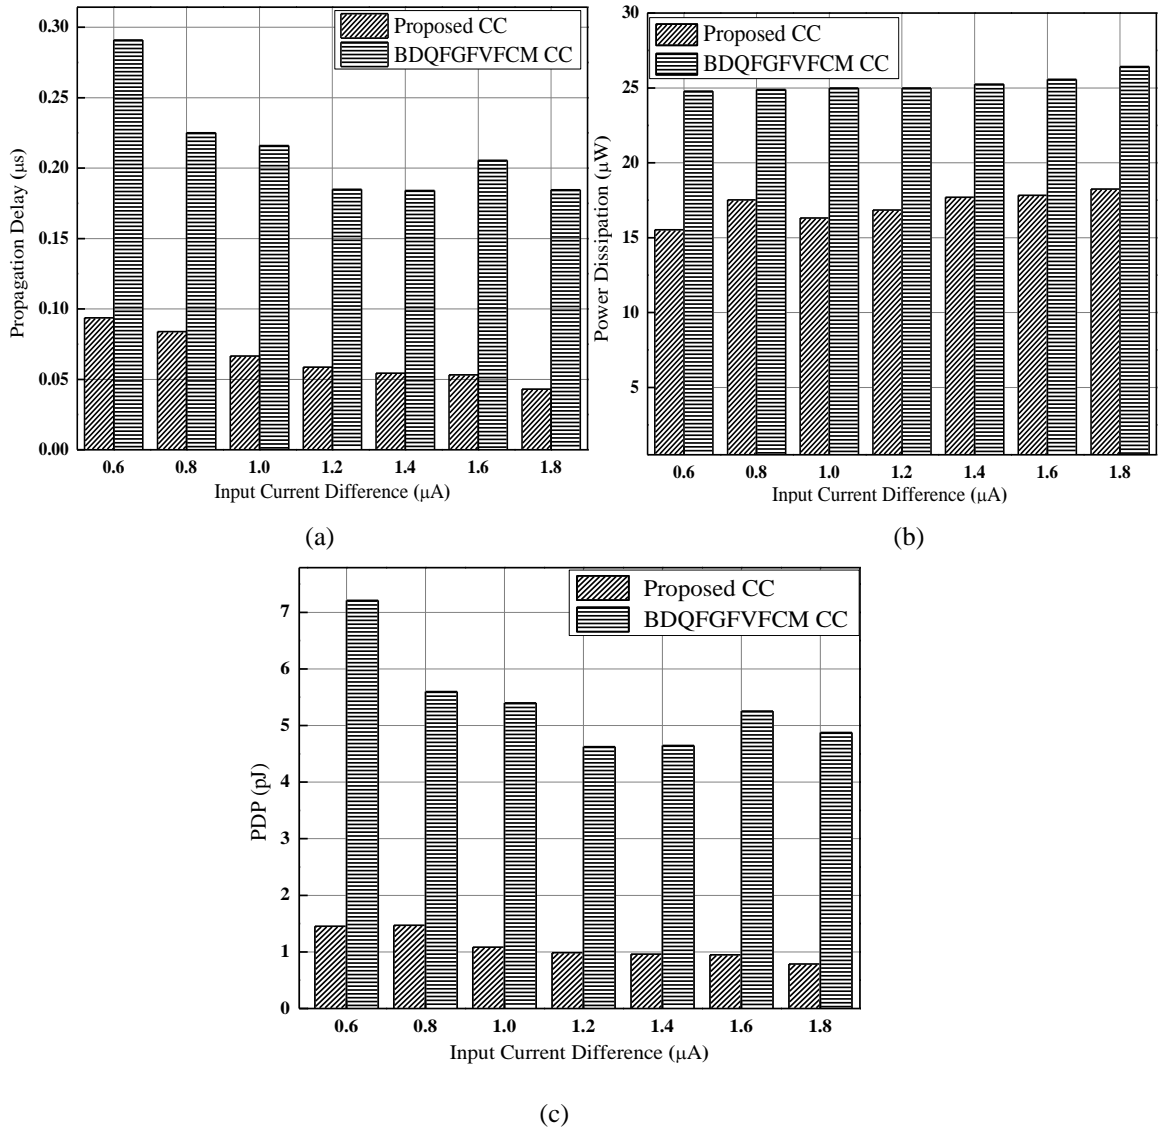 0.30
0.25
0.20
0.15
0.10
0.05
0.00
Propagation Delay (μs)
Proposed CC
BDQFGFVFCM CC
0.6 0.8 1.0 1.2 1.4 1.6 1.8
Input Current Difference (μA)
(a)
30
25
20
15
10
5
Power Dissipation (μW)
Proposed CC
BDQFGFVFCM CC
0.6 0.8 1.0 1.2 1.4 1.6 1.8
Input Current Difference (μA)
(b)
7
6
5
4
3
2
1
0
PDP (pJ)
Proposed CC
BDQFGFVFCM CC
0.6 0.8 1.0 1.2 1.4 1.6 1.8
Input Current Difference (μA)
(c)